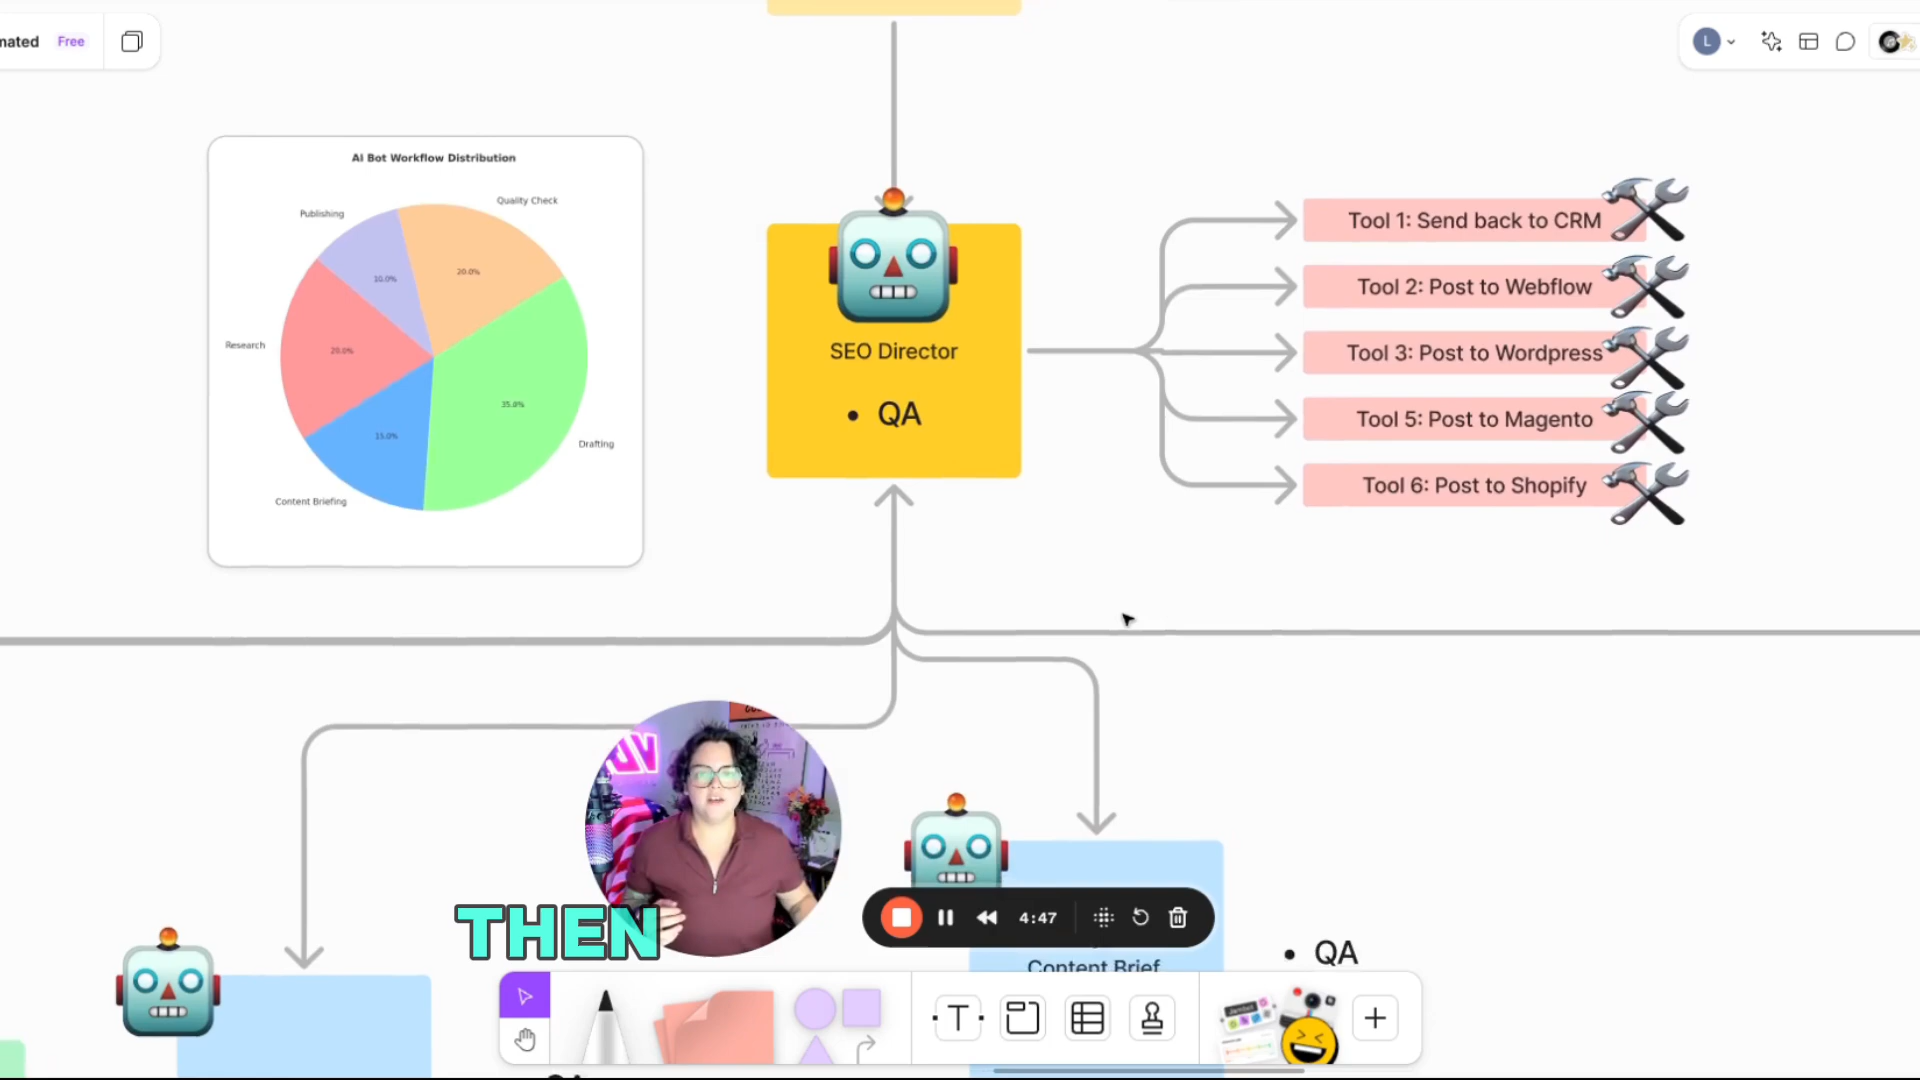 nated Free
L
AI Bot Workflow Distribution
Quality Check
Publishing
20.0%
10.0%
Research
20.0%
35.0%
15.0%
Drafting
Content Briefing
SEO Director
• QA
Tool 1: Send back to CRM
Tool 2: Post to Webflow
Tool 3: Post to Wordpress
Tool 5: Post to Magento
Tool 6: Post to Shopify
THEN
4:47
Content Brief
• QA
T